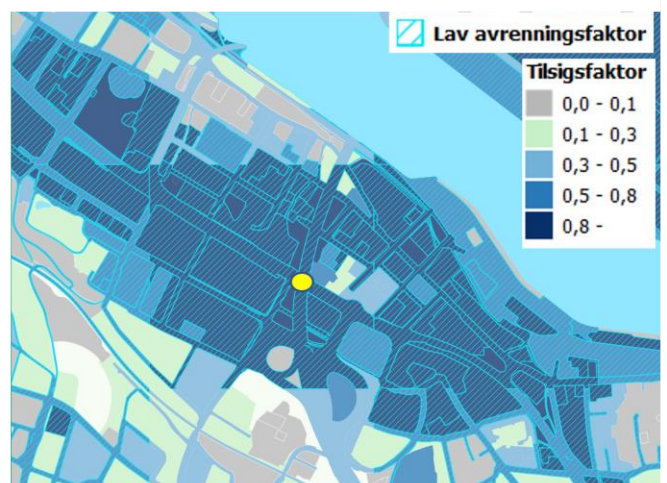 Lav avrenningsfaktor
Tilsigsfaktor
0,0 - 0,1
0,1 - 0,3
0,3 - 0,5
0,5 - 0,8
0,8 -